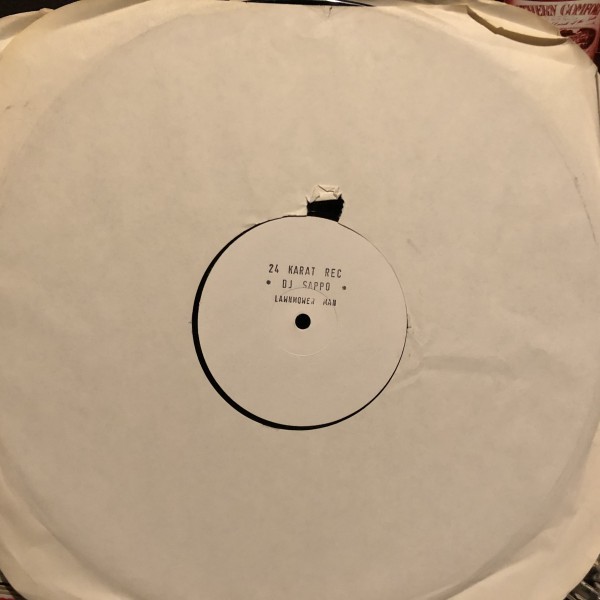 24 KARAT REC
• DJ SAPPO •
LAWNMOWER MAN